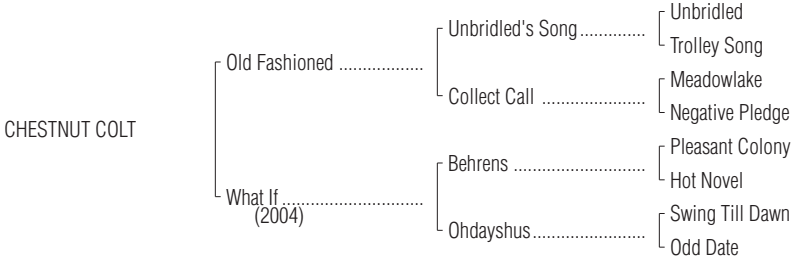 Unbridled
Unbridled's Song..............
Trolley Song
Old Fashioned ..................
Meadowlake
Collect Call ......................
Negative Pledge
CHESTNUT COLT
Pleasant Colony
Behrens ............................
Hot Novel
What If ..............................
(2004)
Swing Till Dawn
Ohdayshus........................
Odd Date